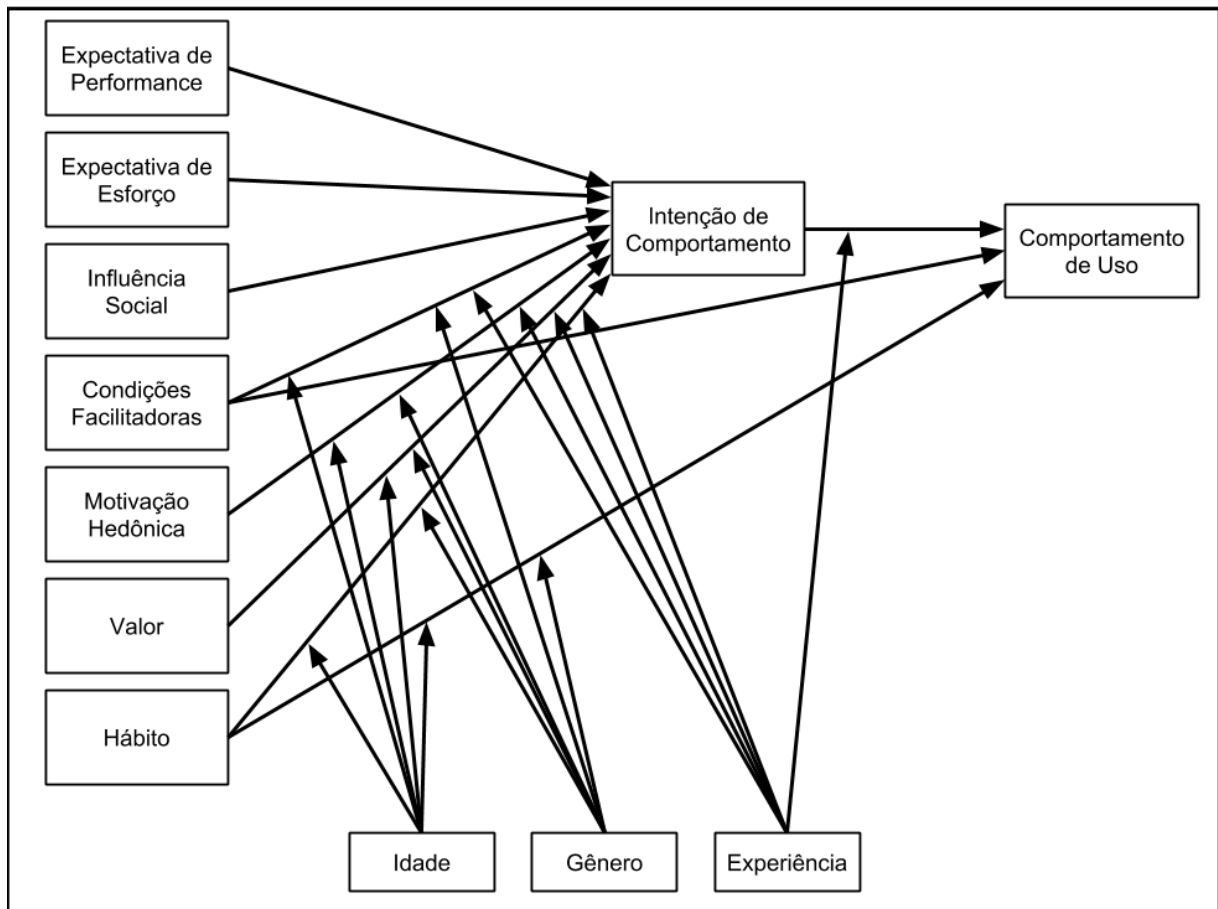 Expectativa de
Performance
Expectativa de
Esforço
Influência
Social
Condições
Facilitadoras
Motivação
Hedônica
Valor
Hábito
Intenção de
Comportamento
Comportamento
de Uso
Idade
Gênero
Experiência